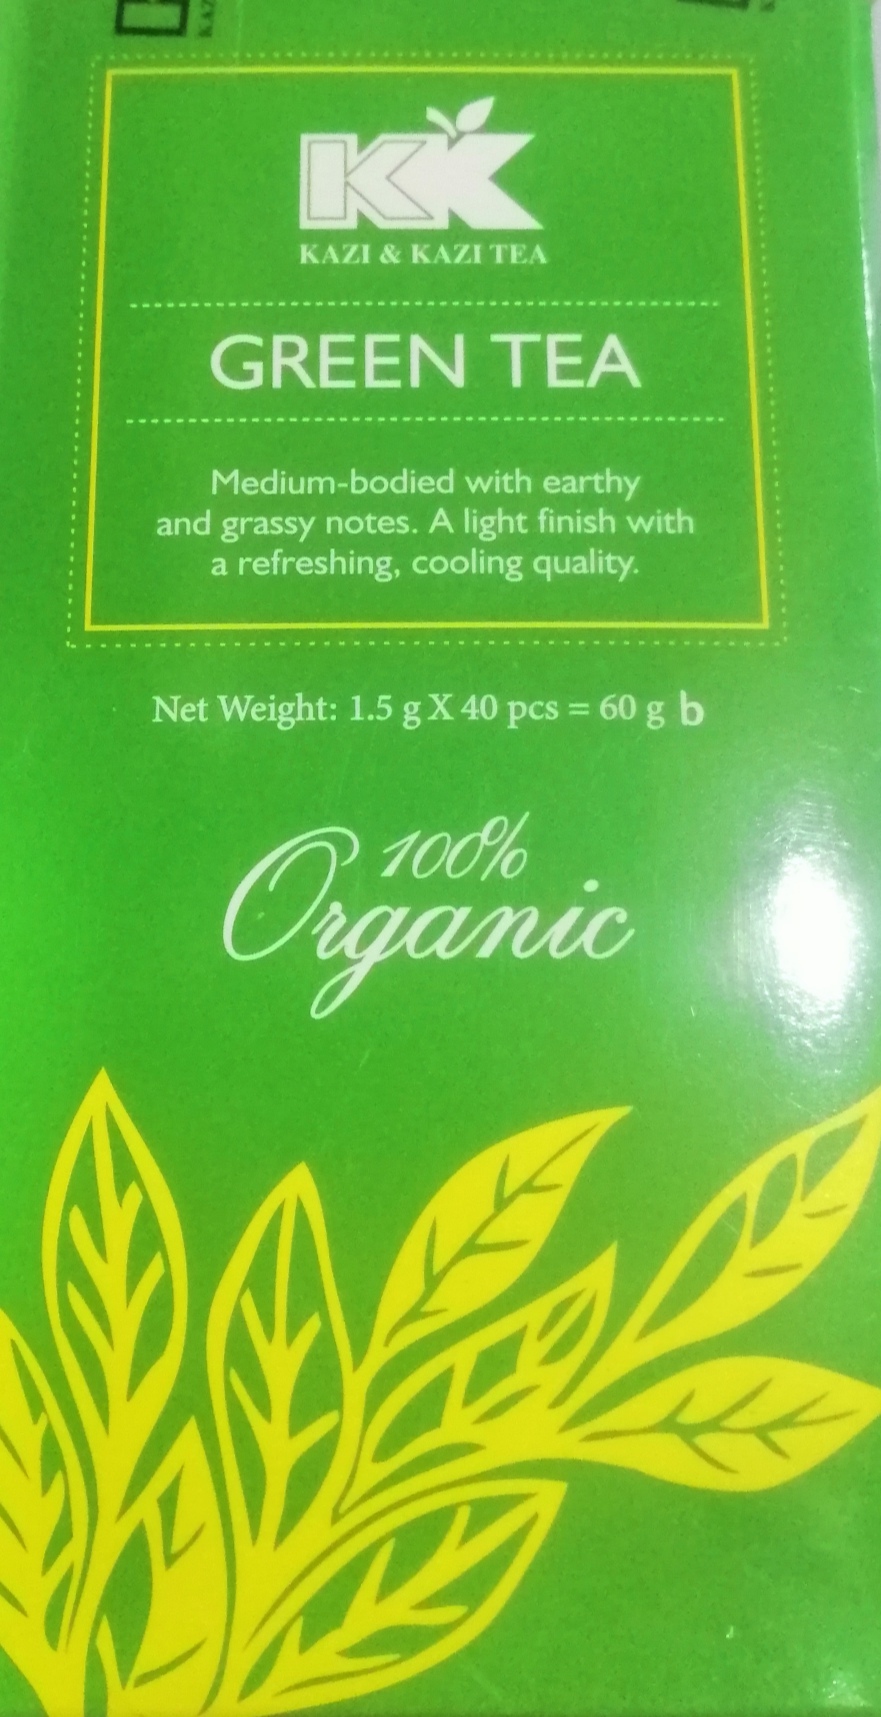 KK
KAZI & KAZI TEA
GREEN TEA
Medium-bodied with earthy
and grassy notes. A light finish with
a refreshing, cooling quality.
Net Weight: 1.5 g X 40 pcs = 60 g b
100%
Organic